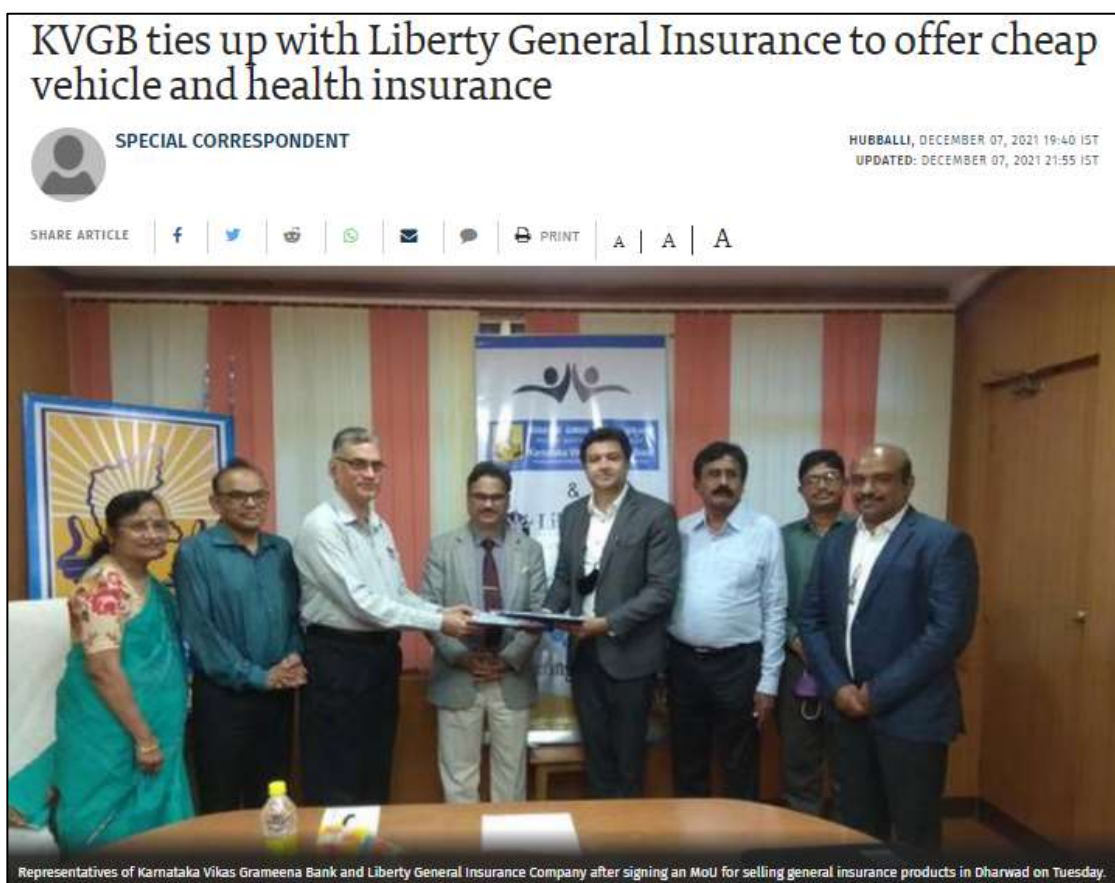 KVGB ties up with Liberty General Insurance to offer cheap
vehicle and health insurance
SPECIAL CORRESPONDENT
HUBBALLI, DECEMBER 07, 2021 19:40 IST
UPDATED: DECEMBER 07, 2021 21:55 IST
SHARE ARTICLE
PRINT
A | A | A
&
Representatives of Karnataka Vikas Grameena Bank and Liberty General Insurance Company after signing an MoU for selling general insurance products in Dharwad on Tuesday.